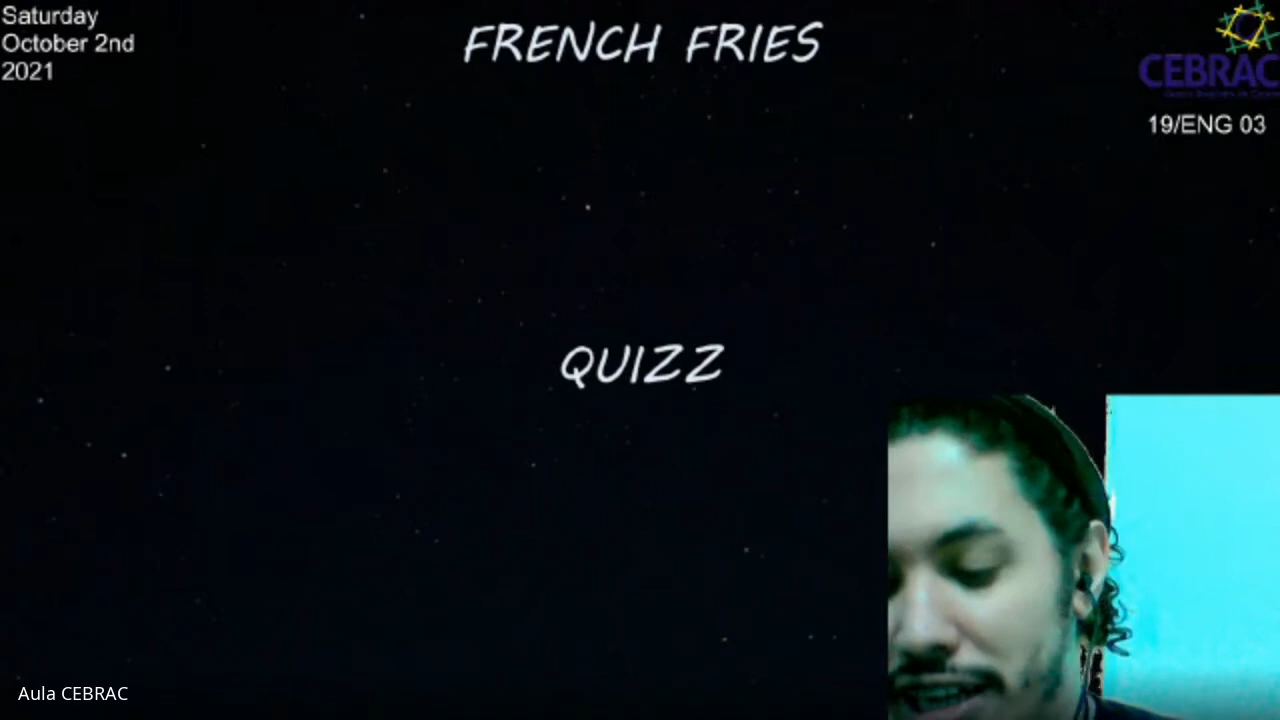 Saturday
October 2nd
2021
FRENCH FRIES
CEBRAC
19/ENG 03
QUIZZ
Aula CEBRAC